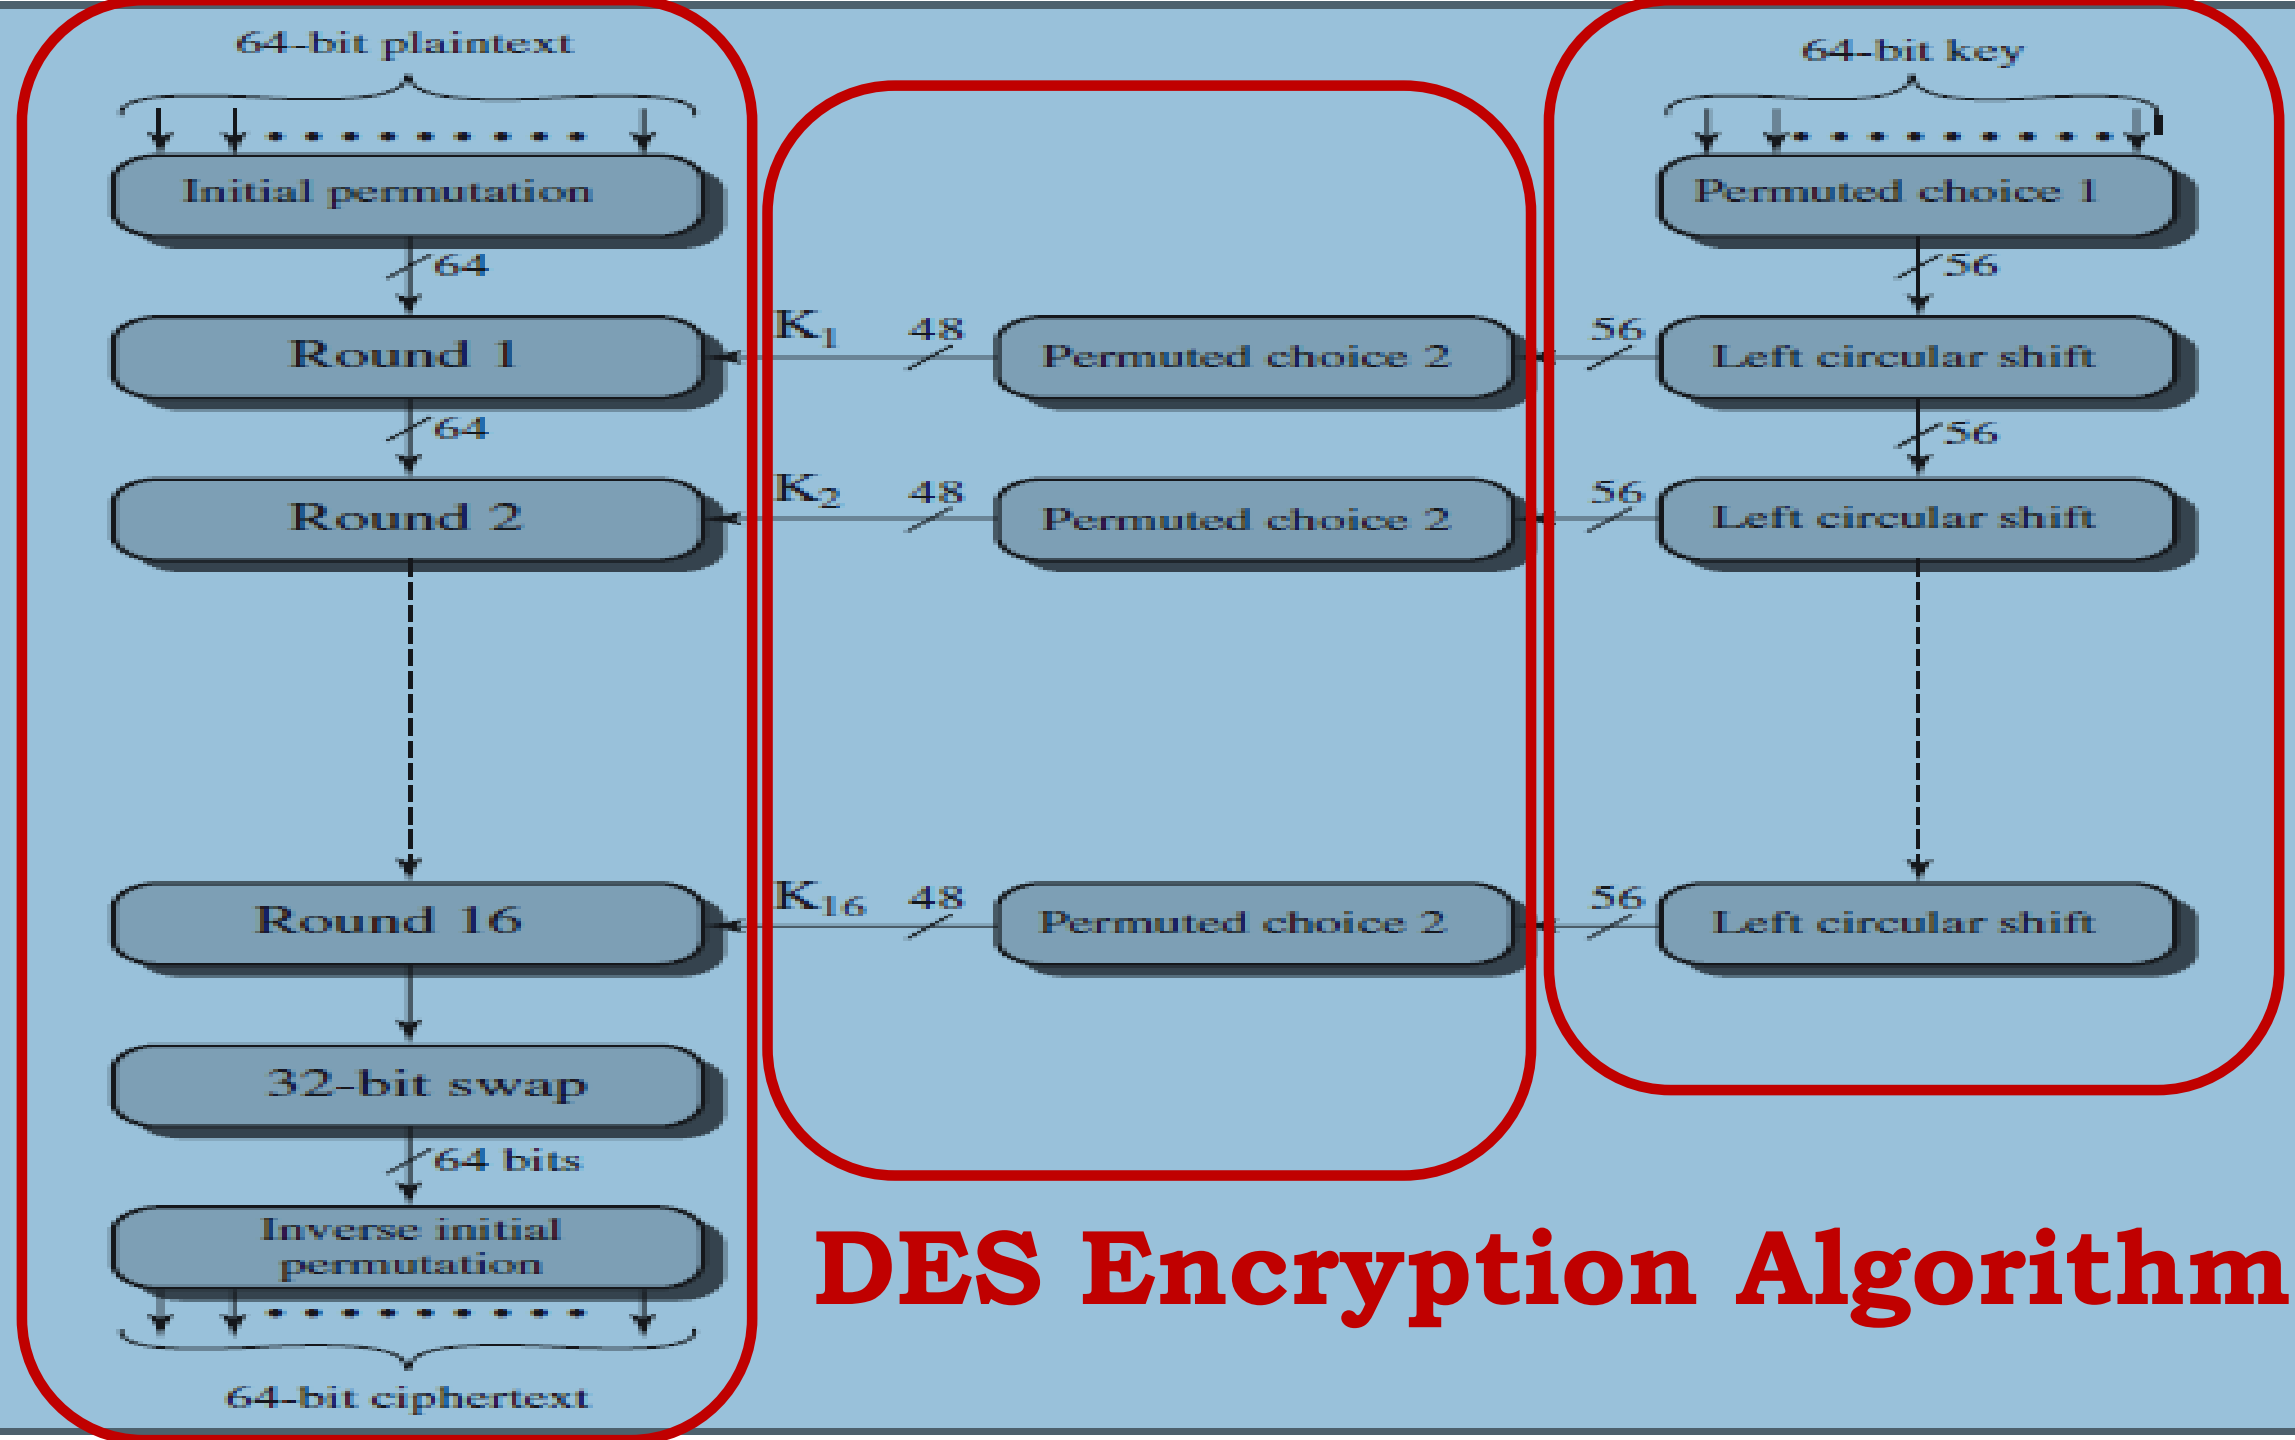 64-bit plaintext
Initial permutation
64
Round 1
64
Round 2
Round 16
32-bit swap
64 bits
Inverse initial
permutation
64-bit ciphertext
K₁ 48
Permuted choice 2
K₂ 48
Permuted choice 2
K₁₆ 48
Permuted choice 2
64-bit key
Permuted choice 1
56
56
Left circular shift
56
56
Left circular shift
56
Left circular shift
DES Encryption Algorithm